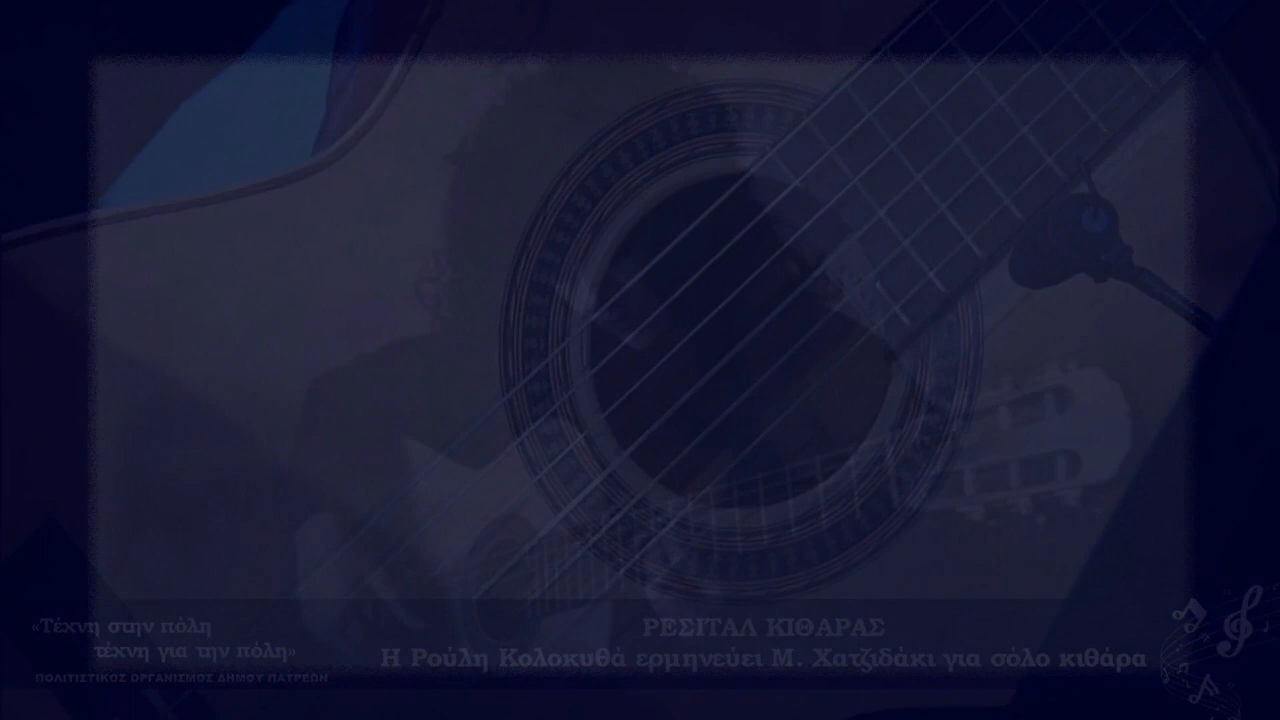 «Τέχνη στην πόλη
τέχνη για την πόλη»
ΠΟΛΙΤΙΣΤΙΚΟΣ ΟΡΓΑΝΙΣΜΟΣ ΔΗΜΟΥ ΠΑΤΡΕΩΝ
ΡΕΣΙΤΑΛ ΚΙΘΑΡΑΣ
Η Ρούλη Κολοκυθά ερμηνεύει Μ. Χατζιδάκι για σόλο κιθάρα